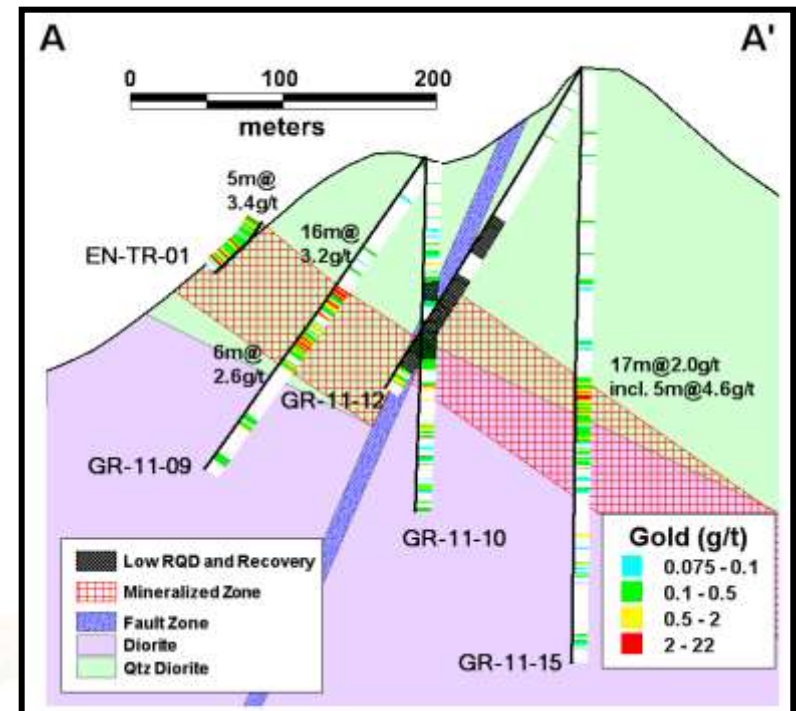 A
A'
0 100 200
meters
5m@
3.4g/t
EN-TR-01
16m@
3.2g/t
6m@
2.6g/t
GR-11-12
17m@2.0g/t
incl. 5m@4.6g/t
GR-11-09
GR-11-10
GR-11-15
Low RQD and Recovery
Mineralized Zone
Fault Zone
Diorite
Qtz Diorite
Gold (g/t)
0.075 - 0.1
0.1 - 0.5
0.5 - 2
2 - 22